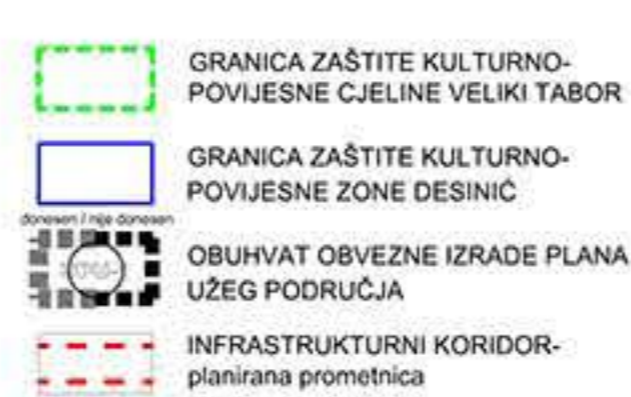 GRANICA ZAŠTITE KULTURNO-
POVIJESNE CJELINE VELIKI TABOR
GRANICA ZAŠTITE KULTURNO-
POVIJESNE ZONE DESINIĆ
donesen / nije donesen
OBUHVAT OBVEZNE IZRADE PLANA
UŽEG PODRUČJA
INFRASTRUKTURNI KORIDOR-
planirana prometnica